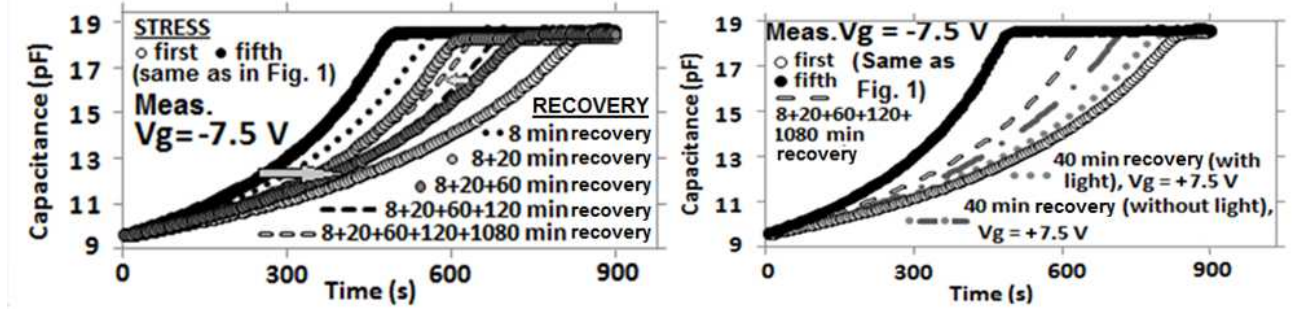 19
17
15
13
11
9
Capacitance (pF)
STRESS
○ first ● fifth
(same as in Fig. 1)
Meas.
Vg= -7.5 V
RECOVERY
8 min recovery
8+20 min recovery
8+20+60 min recovery
8+20+60+120 min recovery
8+20+60+120+1080 min recovery
0 300 600 900
Time (s)
19
17
15
13
11
9
Capacitance (pF)
Meas.Vg = -7.5 V
○ first (Same as
● fifth Fig. 1)
8+20+60+120+
1080 min
recovery
40 min recovery (with
light), Vg = +7.5 V
40 min recovery (without light),
Vg = +7.5 V
0 300 600 900
Time (s)